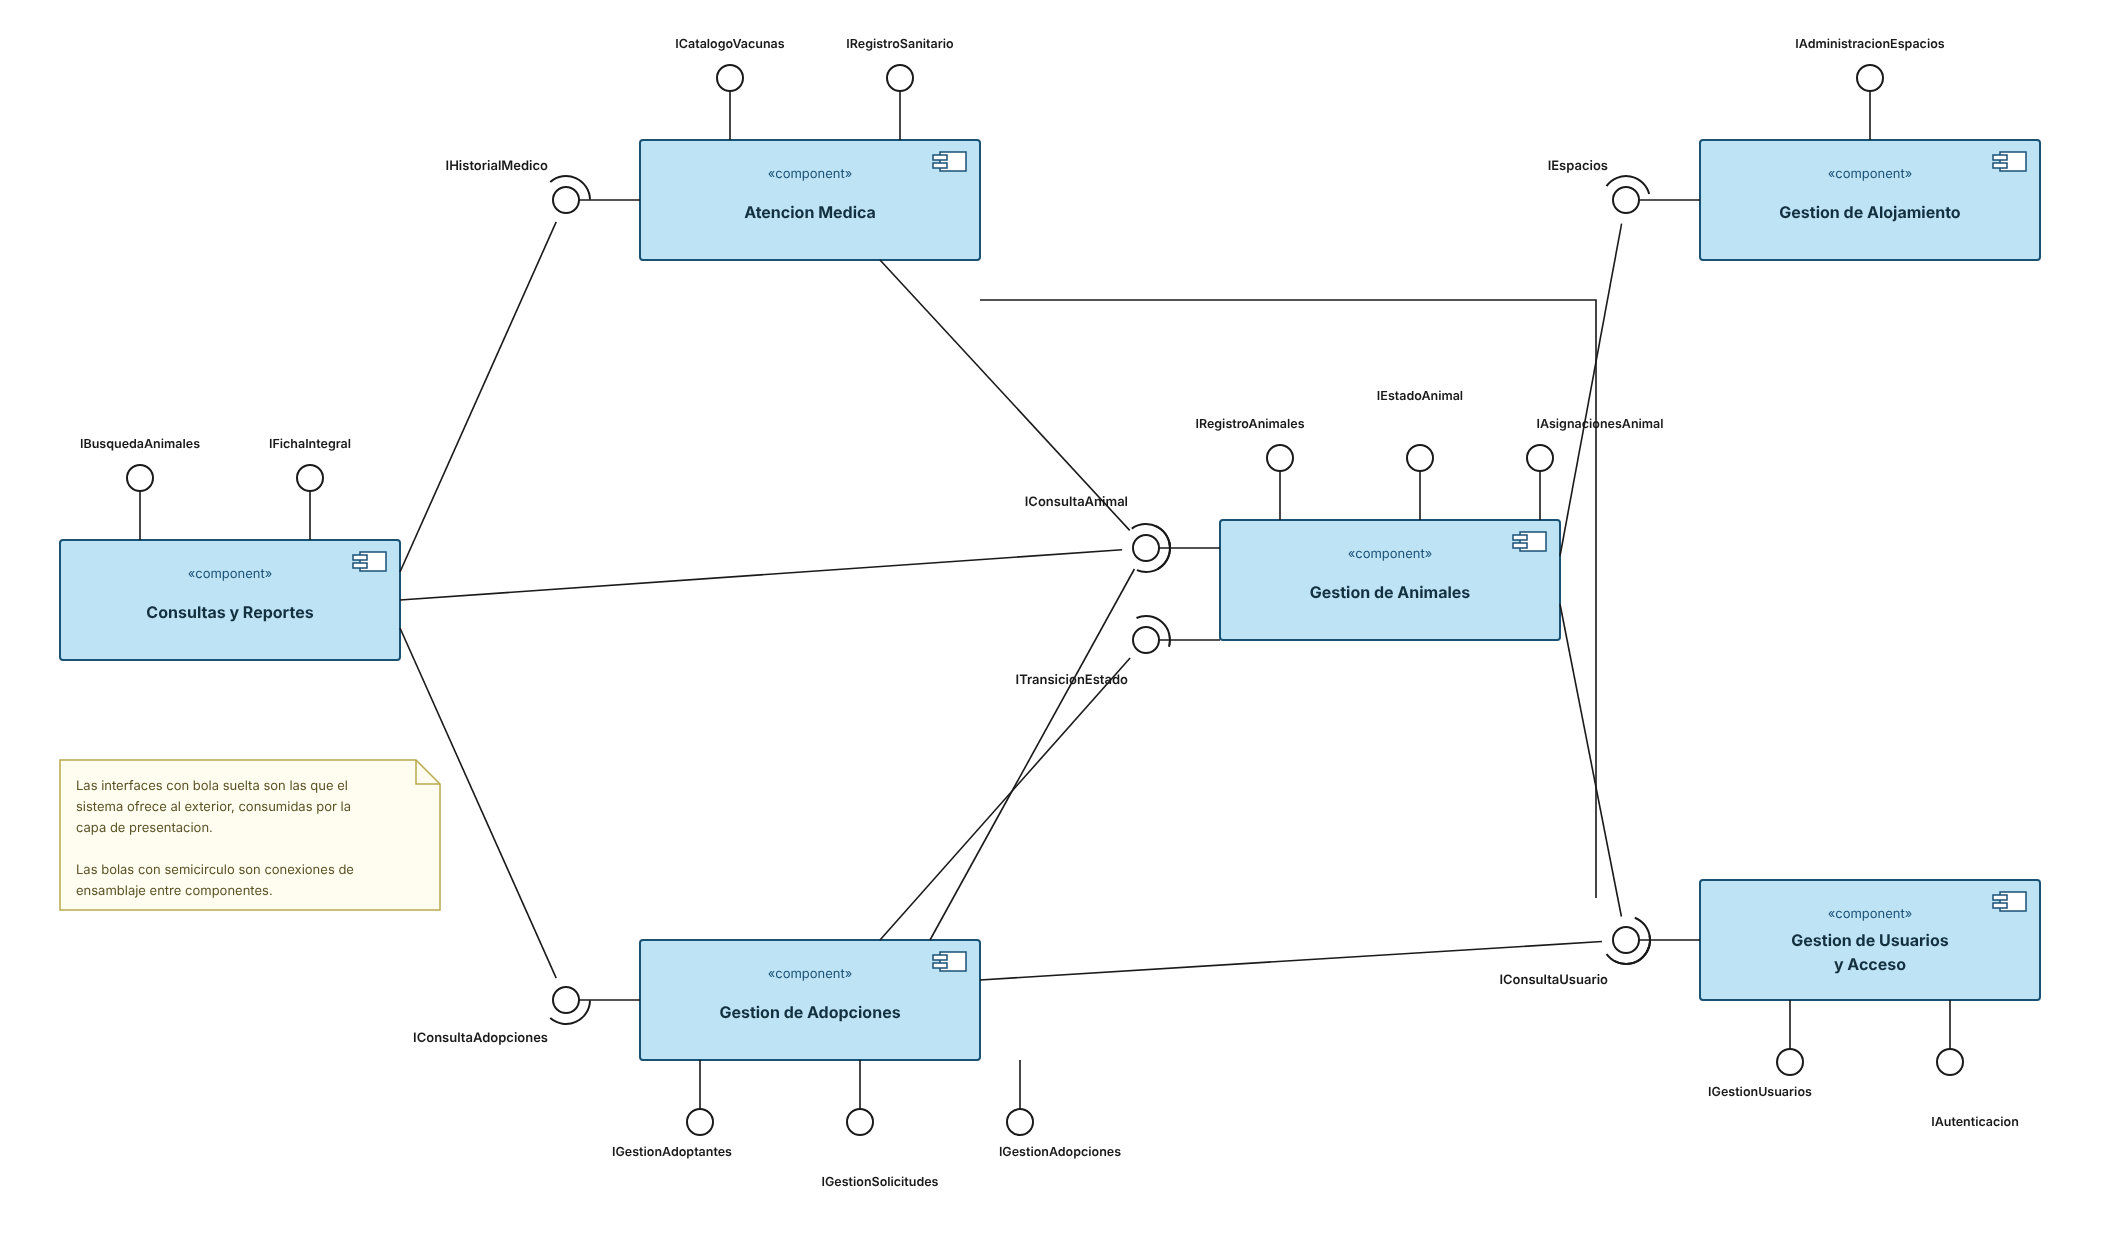 ICatalogoVacunas
IRegistroSanitario
IAdministracionEspacios
IHistorialMedico
«component»
Atencion Medica
IEspacios
«component»
Gestion de Alojamiento
IEstadoAnimal
IRegistroAnimales
IAsignacionesAnimal
IBusquedaAnimales
IFichaIntegral
IConsultaAnimal
«component»
Gestion de Animales
«component»
Consultas y Reportes
ITransicionEstado
Las interfaces con bola suelta son las que el
sistema ofrece al exterior, consumidas por la
capa de presentacion.
Las bolas con semicirculo son conexiones de
ensamblaje entre componentes.
«component»
Gestion de Usuarios
y Acceso
IConsultaUsuario
«component»
Gestion de Adopciones
IConsultaAdopciones
IGestionUsuarios
IAutenticacion
IGestionAdoptantes
IGestionAdopciones
IGestionSolicitudes